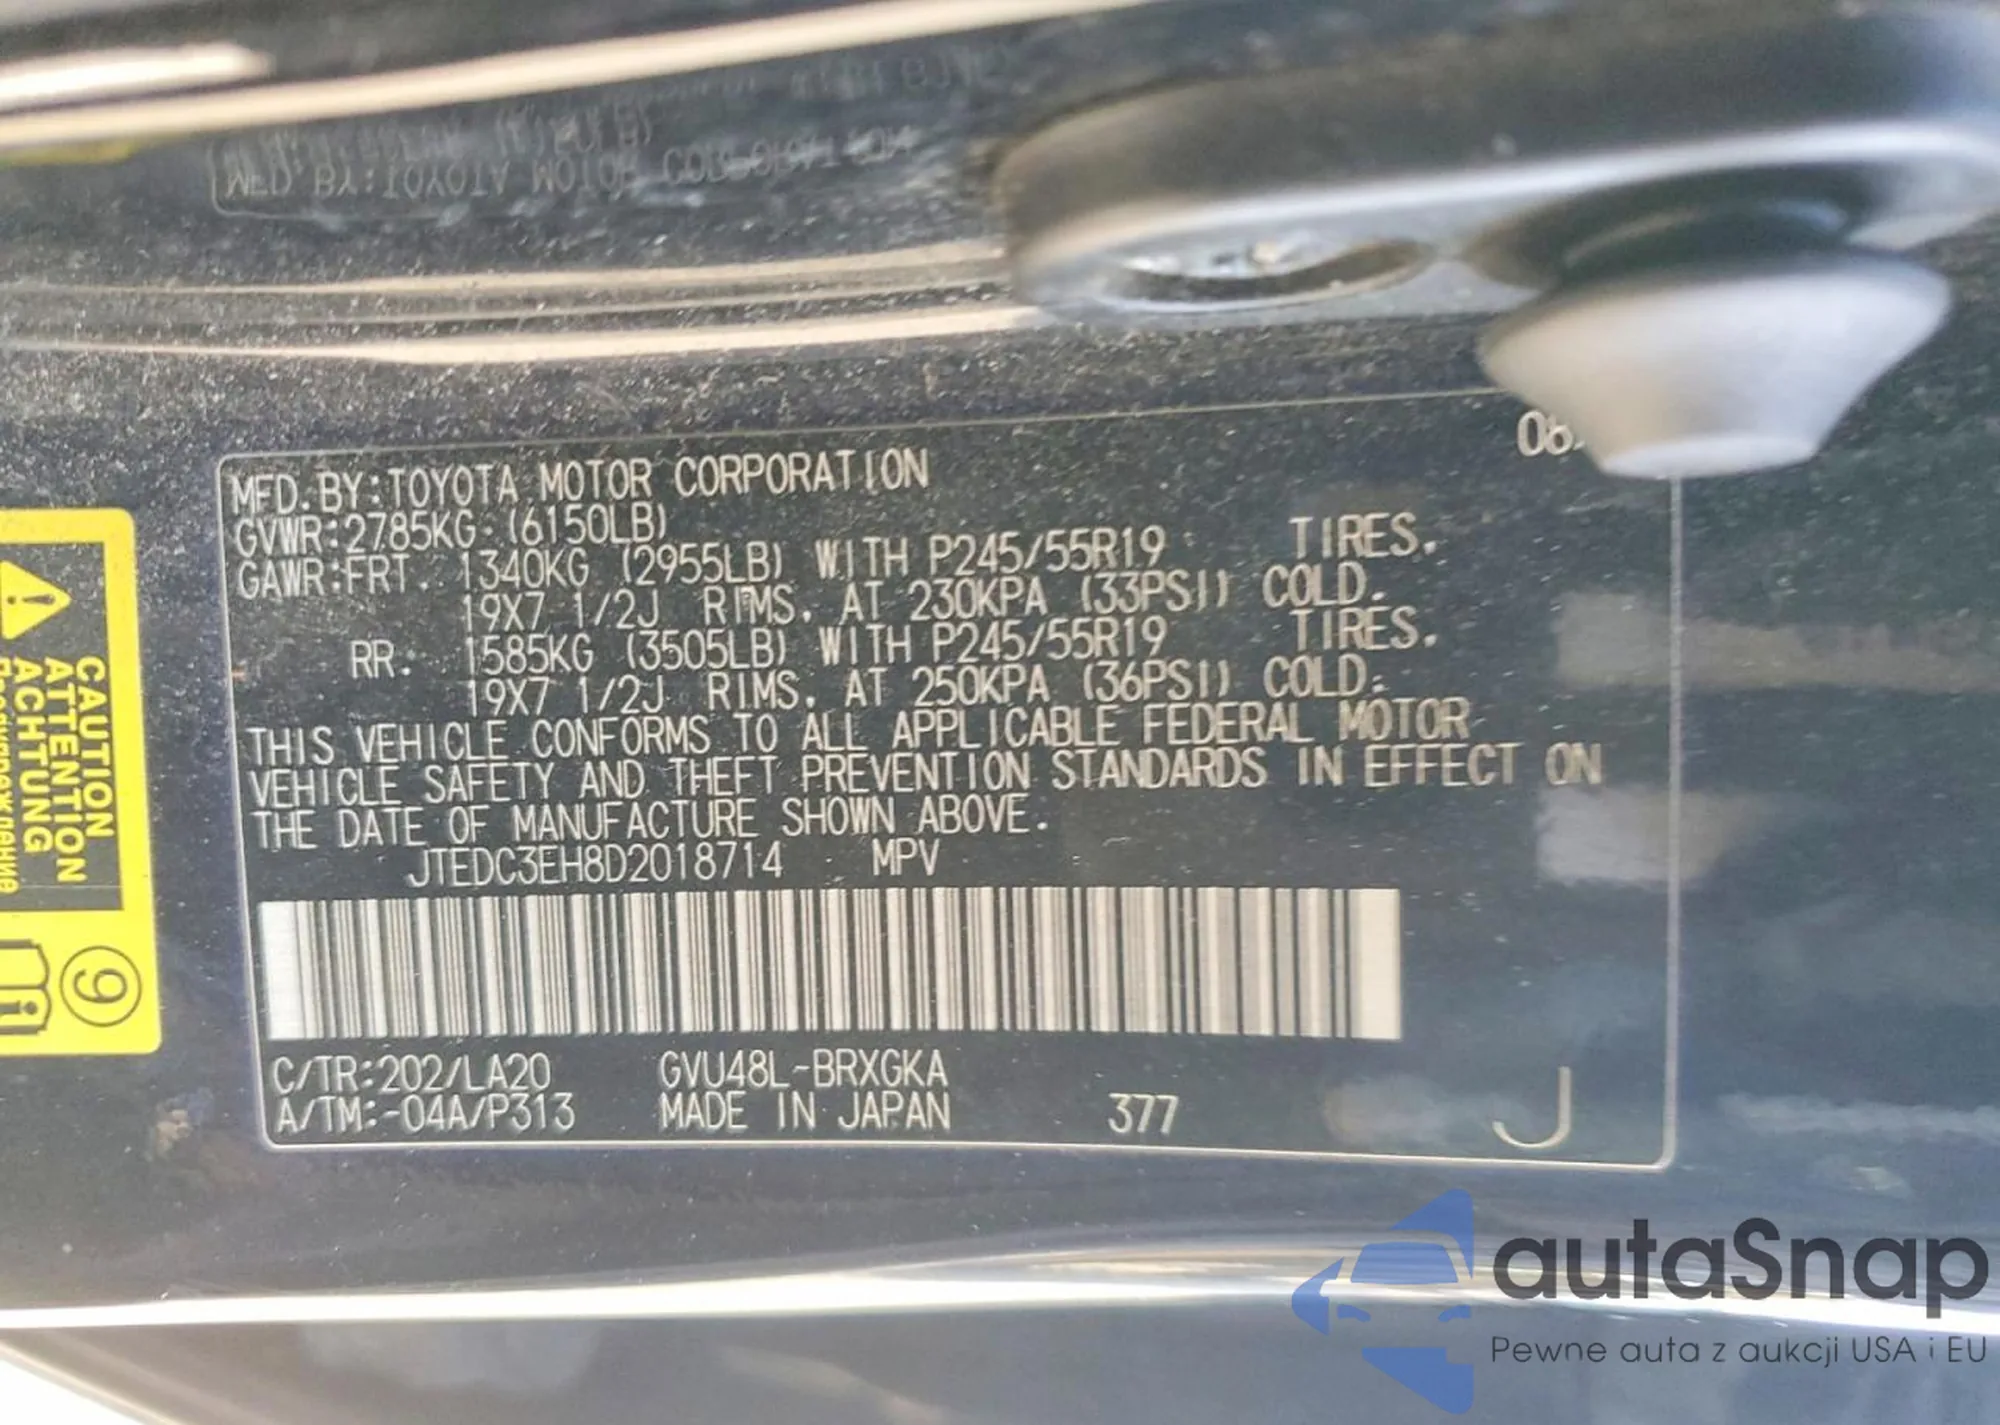 08
MFD. BY:TOYOTA MOTOR CORPORATION
GVWR:2785KG (6150LB)
GAWR:FRT. 1340KG (2955LB) WITH P245/55R19 TIRES.
19X7 1/2J RIMS, AT 230KPA (33PSI) COLD.
RR. 1585KG (3505LB) WITH P245/55R19 TIRES.
19X7 1/2J RIMS, AT 250KPA (36PSI) COLD.
THIS VEHICLE CONFORMS TO ALL APPLICABLE FEDERAL MOTOR
VEHICLE SAFETY AND THEFT PREVENTION STANDARDS IN EFFECT ON
THE DATE OF MANUFACTURE SHOWN ABOVE.
JTEDC3EH8D2018714 MPV
C/TR:202/LA20 GVU48L-BRXGKA
A/TM:-04A/P313 MADE IN JAPAN 377 J
CAUTION
ATTENTION
ACHTUNG
9
autaSnap
Pewne auta z aukcji USA i EU